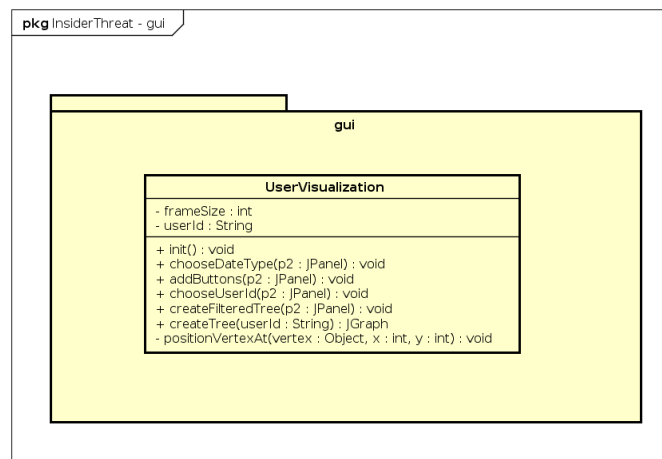 pkg InsiderThreat - gui
gui
UserVisualization
- frameSize : int
- userId : String
+ init() : void
+ chooseDateType(p2 : JPanel) : void
+ addButtons(p2 : JPanel) : void
+ chooseUserId(p2 : JPanel) : void
+ createFilteredTree(p2 : JPanel) : void
+ createTree(userId : String) : JGraph
- positionVertexAt(vertex : Object, x : int, y : int) : void